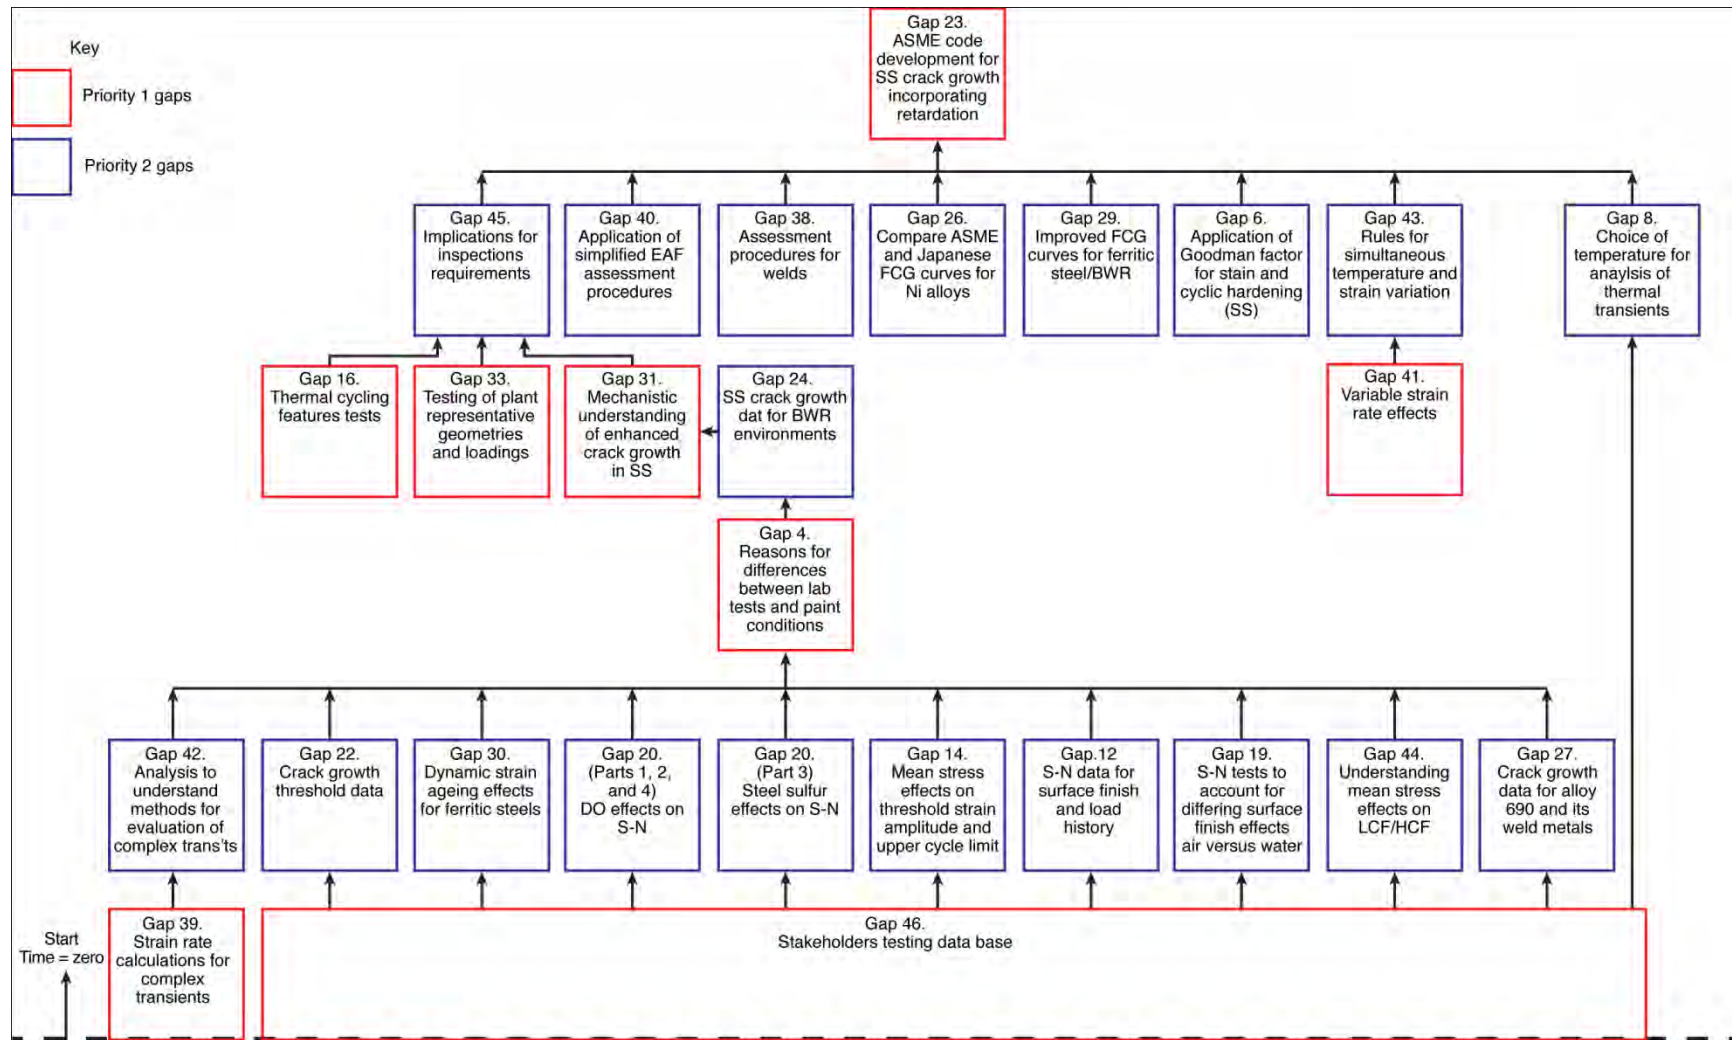 Key
Priority 1 gaps
Priority 2 gaps
Gap 23.
ASME code
development for
SS crack growth
incorporating
retardation
Gap 45.
Implications for
inspections
requirements
Gap 40.
Application of
simplified EAF
assessment
procedures
Gap 38.
Assessment
procedures for
welds
Gap 26.
Compare ASME
and Japanese
FCG curves for
Ni alloys
Gap 29.
Improved FCG
curves for ferritic
steel/BWR
Gap 6.
Application of
Goodman factor
for stain and
cyclic hardening
(SS)
Gap 43.
Rules for
simultaneous
temperature and
strain variation
Gap 8.
Choice of
temperature for
anaylsis of
thermal
transients
Gap 16.
Thermal cycling
features tests
Gap 33.
Testing of plant
representative
geometries
and loadings
Gap 31.
Mechanistic
understanding
of enhanced
crack growth
in SS
Gap 24.
SS crack growth
dat for BWR
environments
Gap 41.
Variable strain
rate effects
Gap 4.
Reasons for
differences
between lab
tests and paint
conditions
Gap 42.
Analysis to
understand
methods for
evaluation of
complex trans'ts
Gap 22.
Crack growth
threshold data
Gap 30.
Dynamic strain
ageing effects
for ferritic steels
Gap 20.
(Parts 1, 2,
and 4)
DO effects on
S-N
Gap 20.
(Part 3)
Steel sulfur
effects on S-N
Gap 14.
Mean stress
effects on
threshold strain
amplitude and
upper cycle limit
Gap.12
S-N data for
surface finish
and load
history
Gap 19.
S-N tests to
account for
differing surface
finish effects
air versus water
Gap 44.
Understanding
mean stress
effects on
LCF/HCF
Gap 27.
Crack growth
data for alloy
690 and its
weld metals
Start
Time = zero
Gap 39.
Strain rate
calculations for
complex
transients
Gap 46.
Stakeholders testing data base